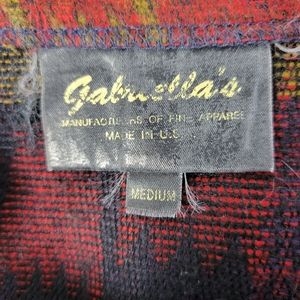 Gabriella's
MANUFACTURERS OF FINE APPAREL
MADE IN U.S.
MEDIUM